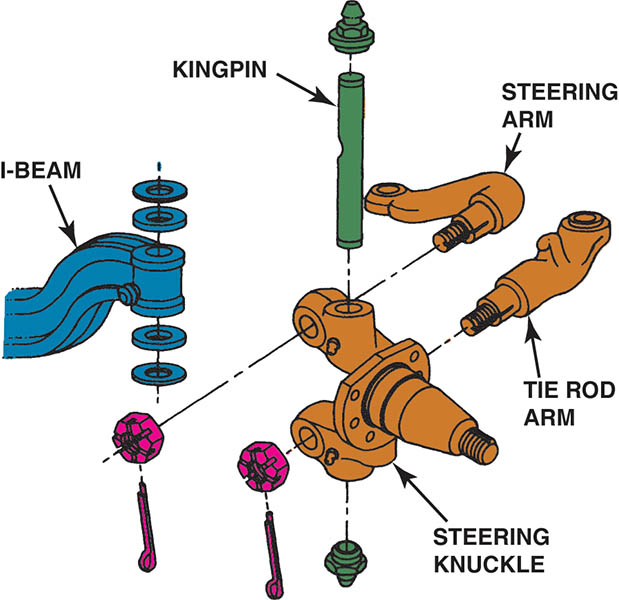 KINGPIN
STEERING
ARM
I-BEAM
TIE ROD
ARM
STEERING
KNUCKLE